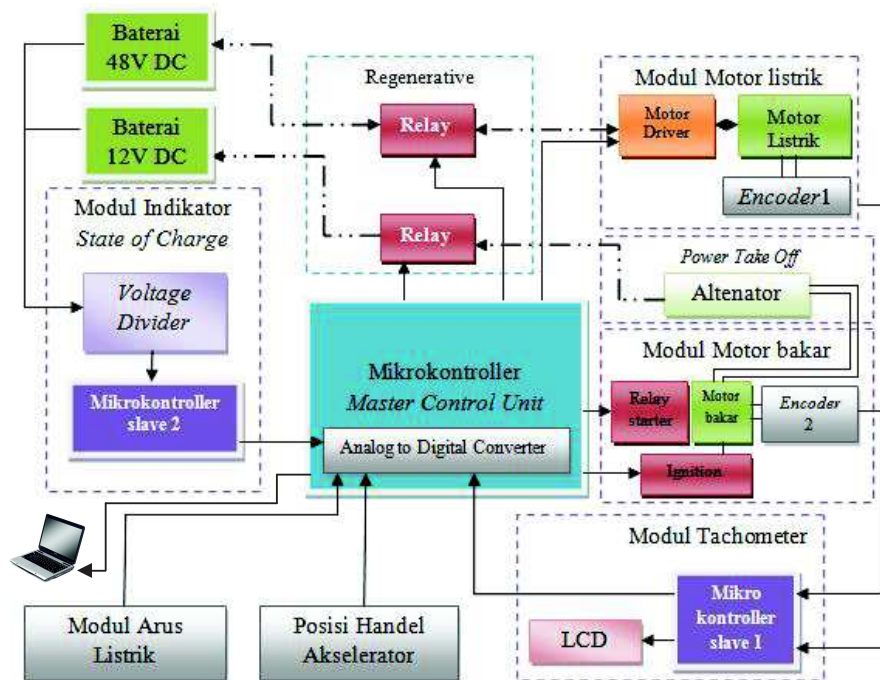 Baterai
48V DC
Baterai
12V DC
Regenerative
Relay
Relay
Modul Motor listrik
Motor
Driver
Motor
Listrik
Encoder1
Modul Indikator
State of Charge
Voltage
Divider
Mikrokontroller
slave 2
Power Take Off
Altenator
Modul Motor bakar
Relay
starter
Motor
bakar
Encoder
2
Ignition
Mikrokontroller
Master Control Unit
Analog to Digital Converter
Modul Arus
Listrik
Posisi Handel
Akselerator
Modul Tachometer
LCD
Mikro
kontroller
slave 1